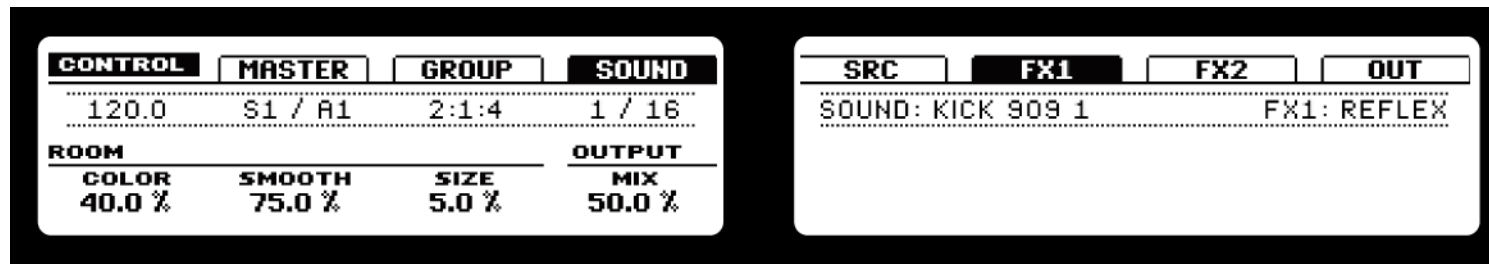 CONTROL MASTER GROUP SOUND
120.0 S1 / A1 2:1:4 1 / 16
ROOM OUTPUT
COLOR SMOOTH SIZE MIX
40.0 % 75.0 % 5.0 % 50.0 %
SRC FX1 FX2 OUT
SOUND: KICK 909 1 FX1: REFLEX